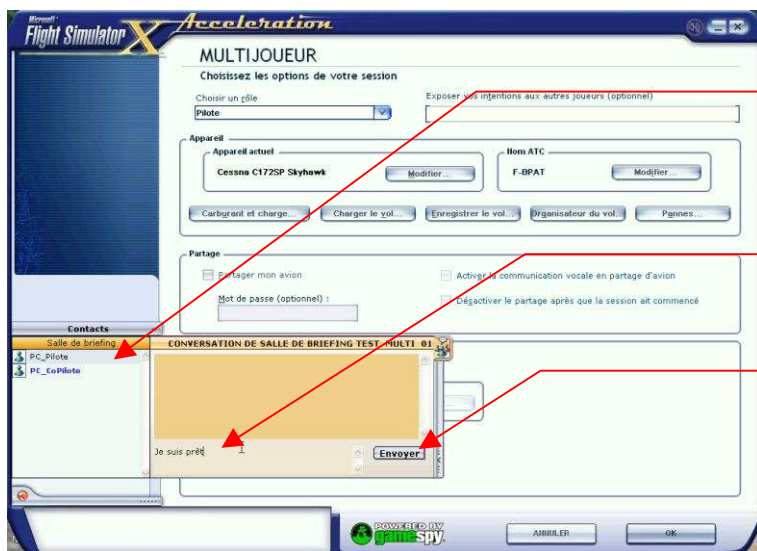 Microsoft
Flight Simulator X
Acceleration
MULTIJOUEUR
Choisissez les options de votre session
Choisir un rôle
Exposer vos intentions aux autres joueurs (optionnel)
Pilote
Appareil
Appareil actuel
Nom ATC
Cessna C172SP Skyhawk
Modifier...
F-BPAT
Modifier...
Carburant et charge...
Charger le vol...
Enregistrer le vol...
Organisateur du vol...
Pannes...
Partage
Partager mon avion
Activer la communication vocale en partage d'avion
Mot de passe (optionnel) :
Désactiver le partage après que la session ait commencé
Contacts
Salle de briefing
CONVERSATION DE SALLE DE BRIEFING TEST MULTI 01
PC_Pilote
PC_CoPilote
Je suis prêt
Envoyer
POWERED BY
gamespy.
ANNULER
OK